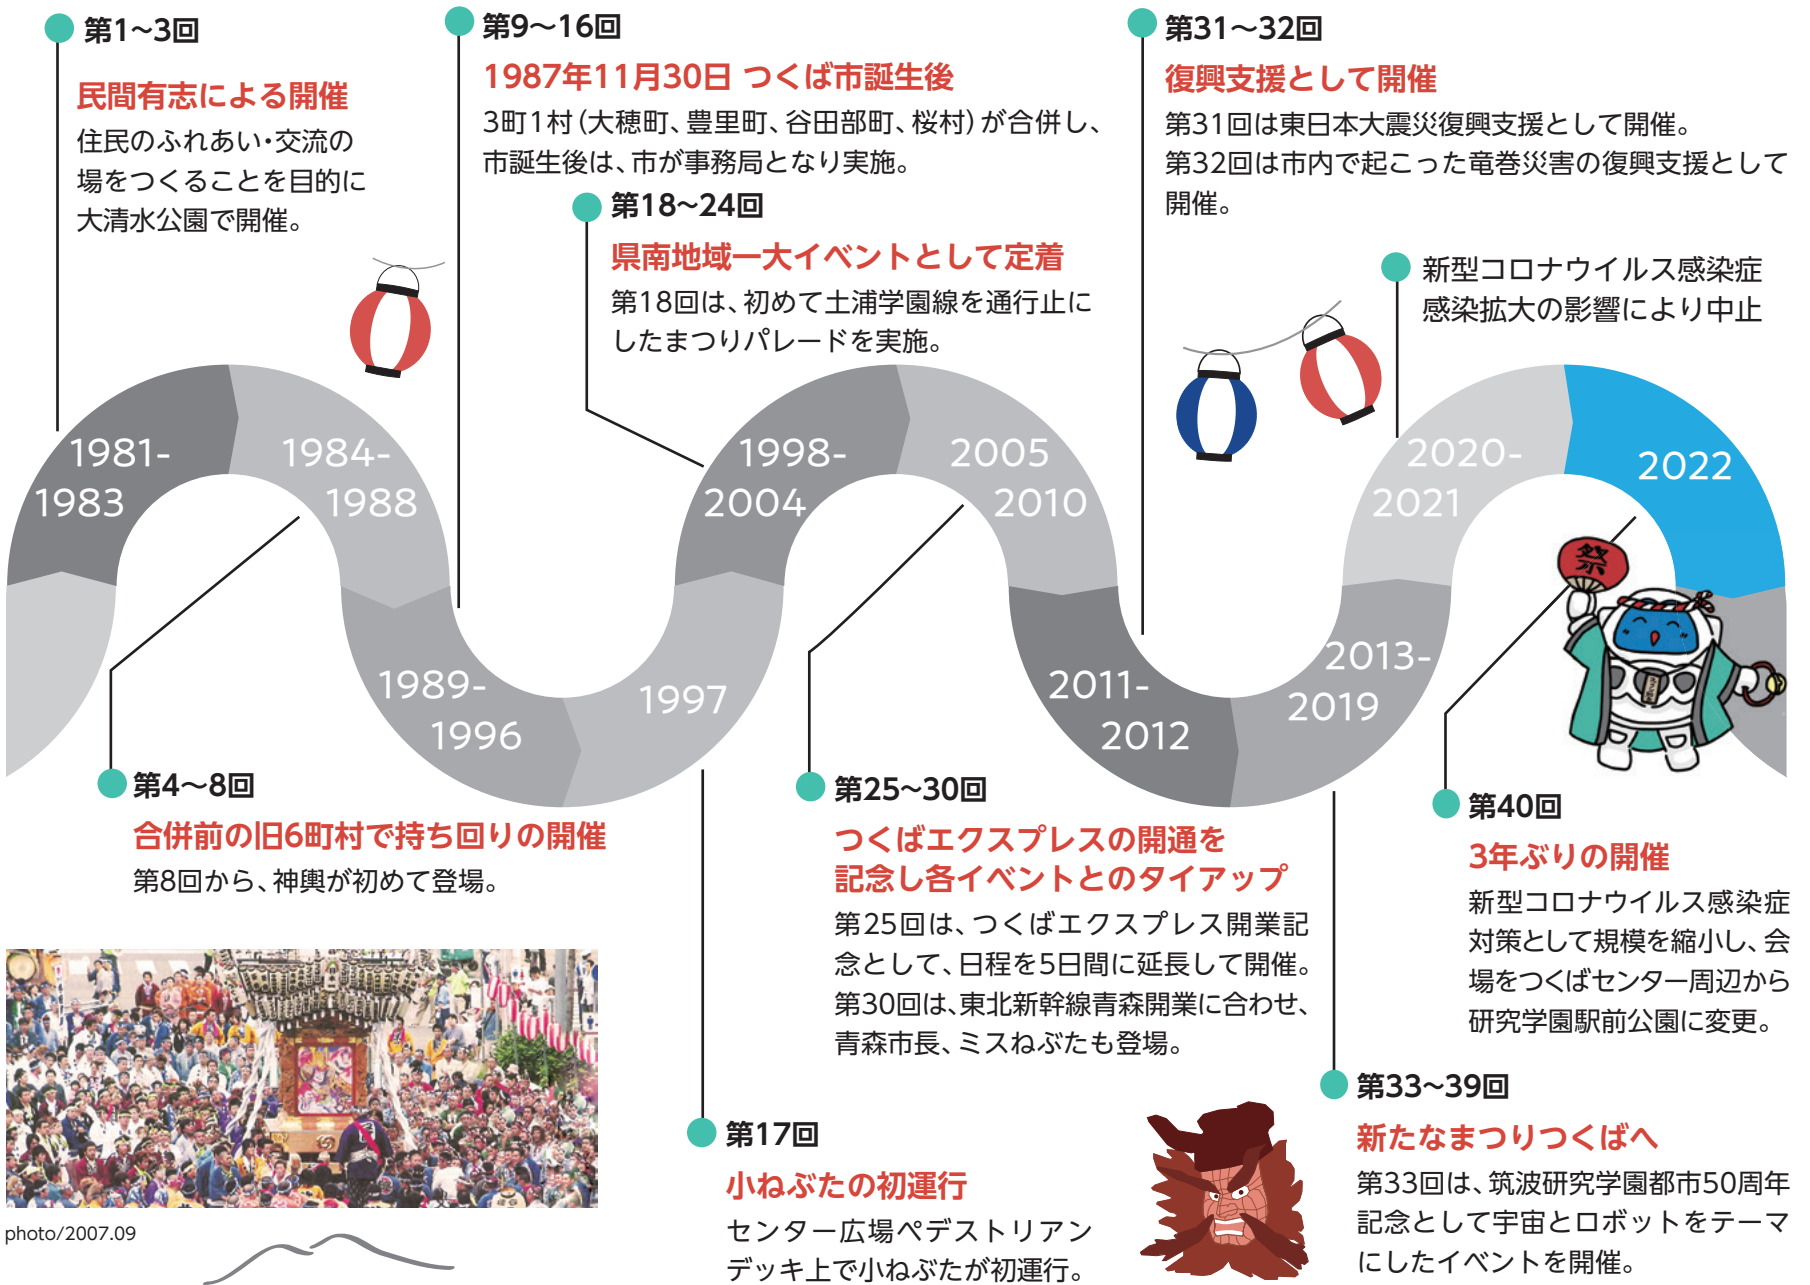 第1〜3回
民間有志による開催
住民のふれあい・交流の
場をつくることを目的に
大清水公園で開催。
第9〜16回
1987年11月30日 つくば市誕生後
3町1村（大穂町、豊里町、谷田部町、桜村）が合併し、
市誕生後は、市が事務局となり実施。
第18〜24回
県南地域一大イベントとして定着
第18回は、初めて土浦学園線を通行止に
したまつりパレードを実施。
第31〜32回
復興支援として開催
第31回は東日本大震災復興支援として開催。
第32回は市内で起こった竜巻災害の復興支援として
開催。
新型コロナウイルス感染症
感染拡大の影響により中止
1981-
1983
1984-
1988
1989-
1996
1997
1998-
2004
2005
2010
2011-
2012
2013-
2019
2020-
2021
2022
祭
第4〜8回
合併前の旧6町村で持ち回りの開催
第8回から、神輿が初めて登場。
photo/2007.09
第17回
小ねぶたの初運行
センター広場ペデストリアン
デッキ上で小ねぶたが初運行。
第25〜30回
つくばエクスプレスの開通を
記念し各イベントとのタイアップ
第25回は、つくばエクスプレス開業記
念として、日程を5日間に延長して開催。
第30回は、東北新幹線青森開業に合わせ、
青森市長、ミスねぶたも登場。
第33〜39回
新たなまつりつくばへ
第33回は、筑波研究学園都市50周年
記念として宇宙とロボットをテーマ
にしたイベントを開催。
第40回
3年ぶりの開催
新型コロナウイルス感染症
対策として規模を縮小し、会
場をつくばセンター周辺から
研究学園駅前公園に変更。